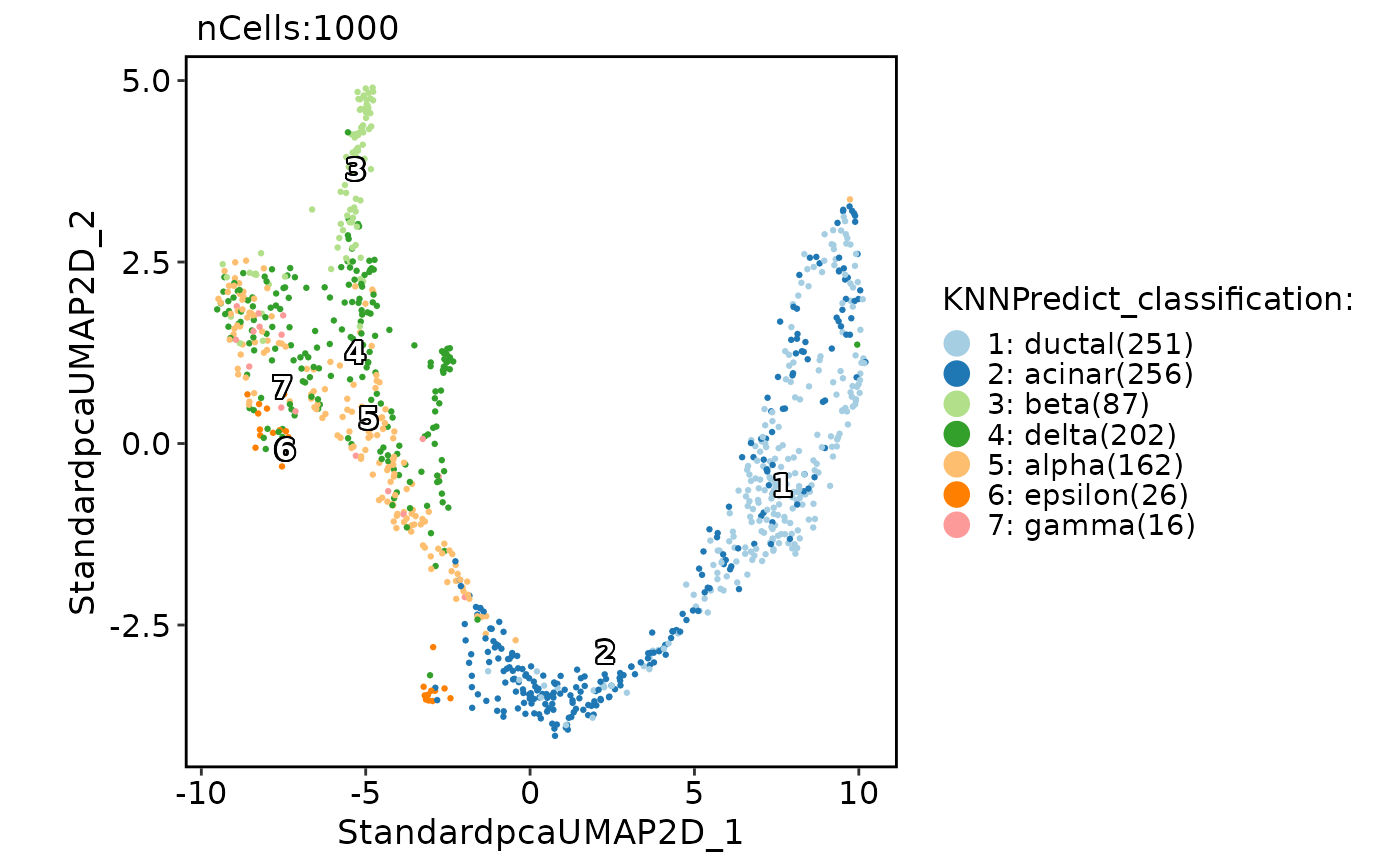 nCells:1000
5.0
2.5
0.0
-2.5
StandardpcaUMAP2D_2
3
4
7
5
6
1
2
-10
-5
0
5
10
StandardpcaUMAP2D_1
KNNPredict_classification:
1: ductal(251)
2: acinar(256)
3: beta(87)
4: delta(202)
5: alpha(162)
6: epsilon(26)
7: gamma(16)